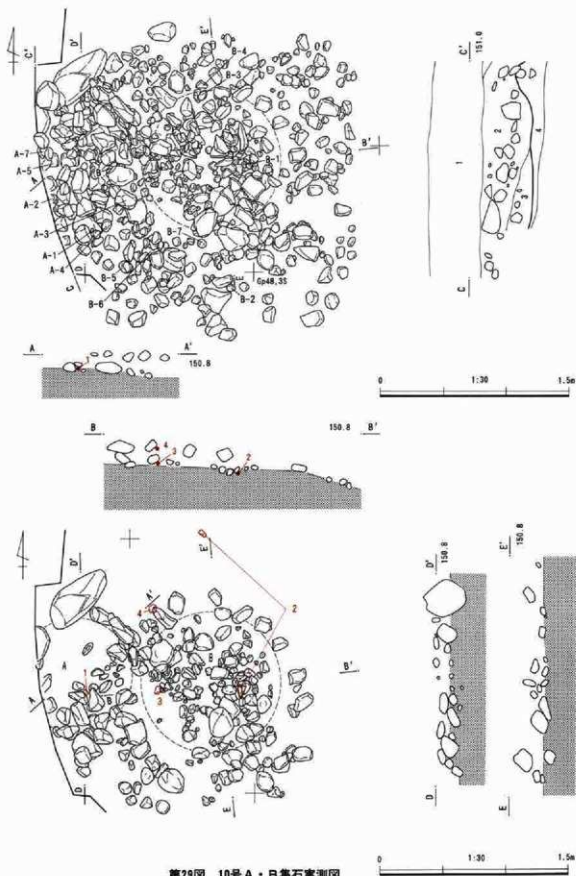 C'
D'
E'
B-4
B-3
A-7
A-5
A-2
A-3
A-1
A-4
B-1
B'
B-7
B-5
B-6
B-2
A
C
D
E
Gp48,3S
C'
151.0
1
2
3
4
C
A
A'
150.8
1
0
1:30
1.5m
B
150.8
B'
4
3
2
D'
E'
4
A'
2
A
B
B'
1
3
B
A
D
E
D'
150.8
E'
150.8
D
E
0
1:30
1.5m
第29図 10号A・B集石実測図